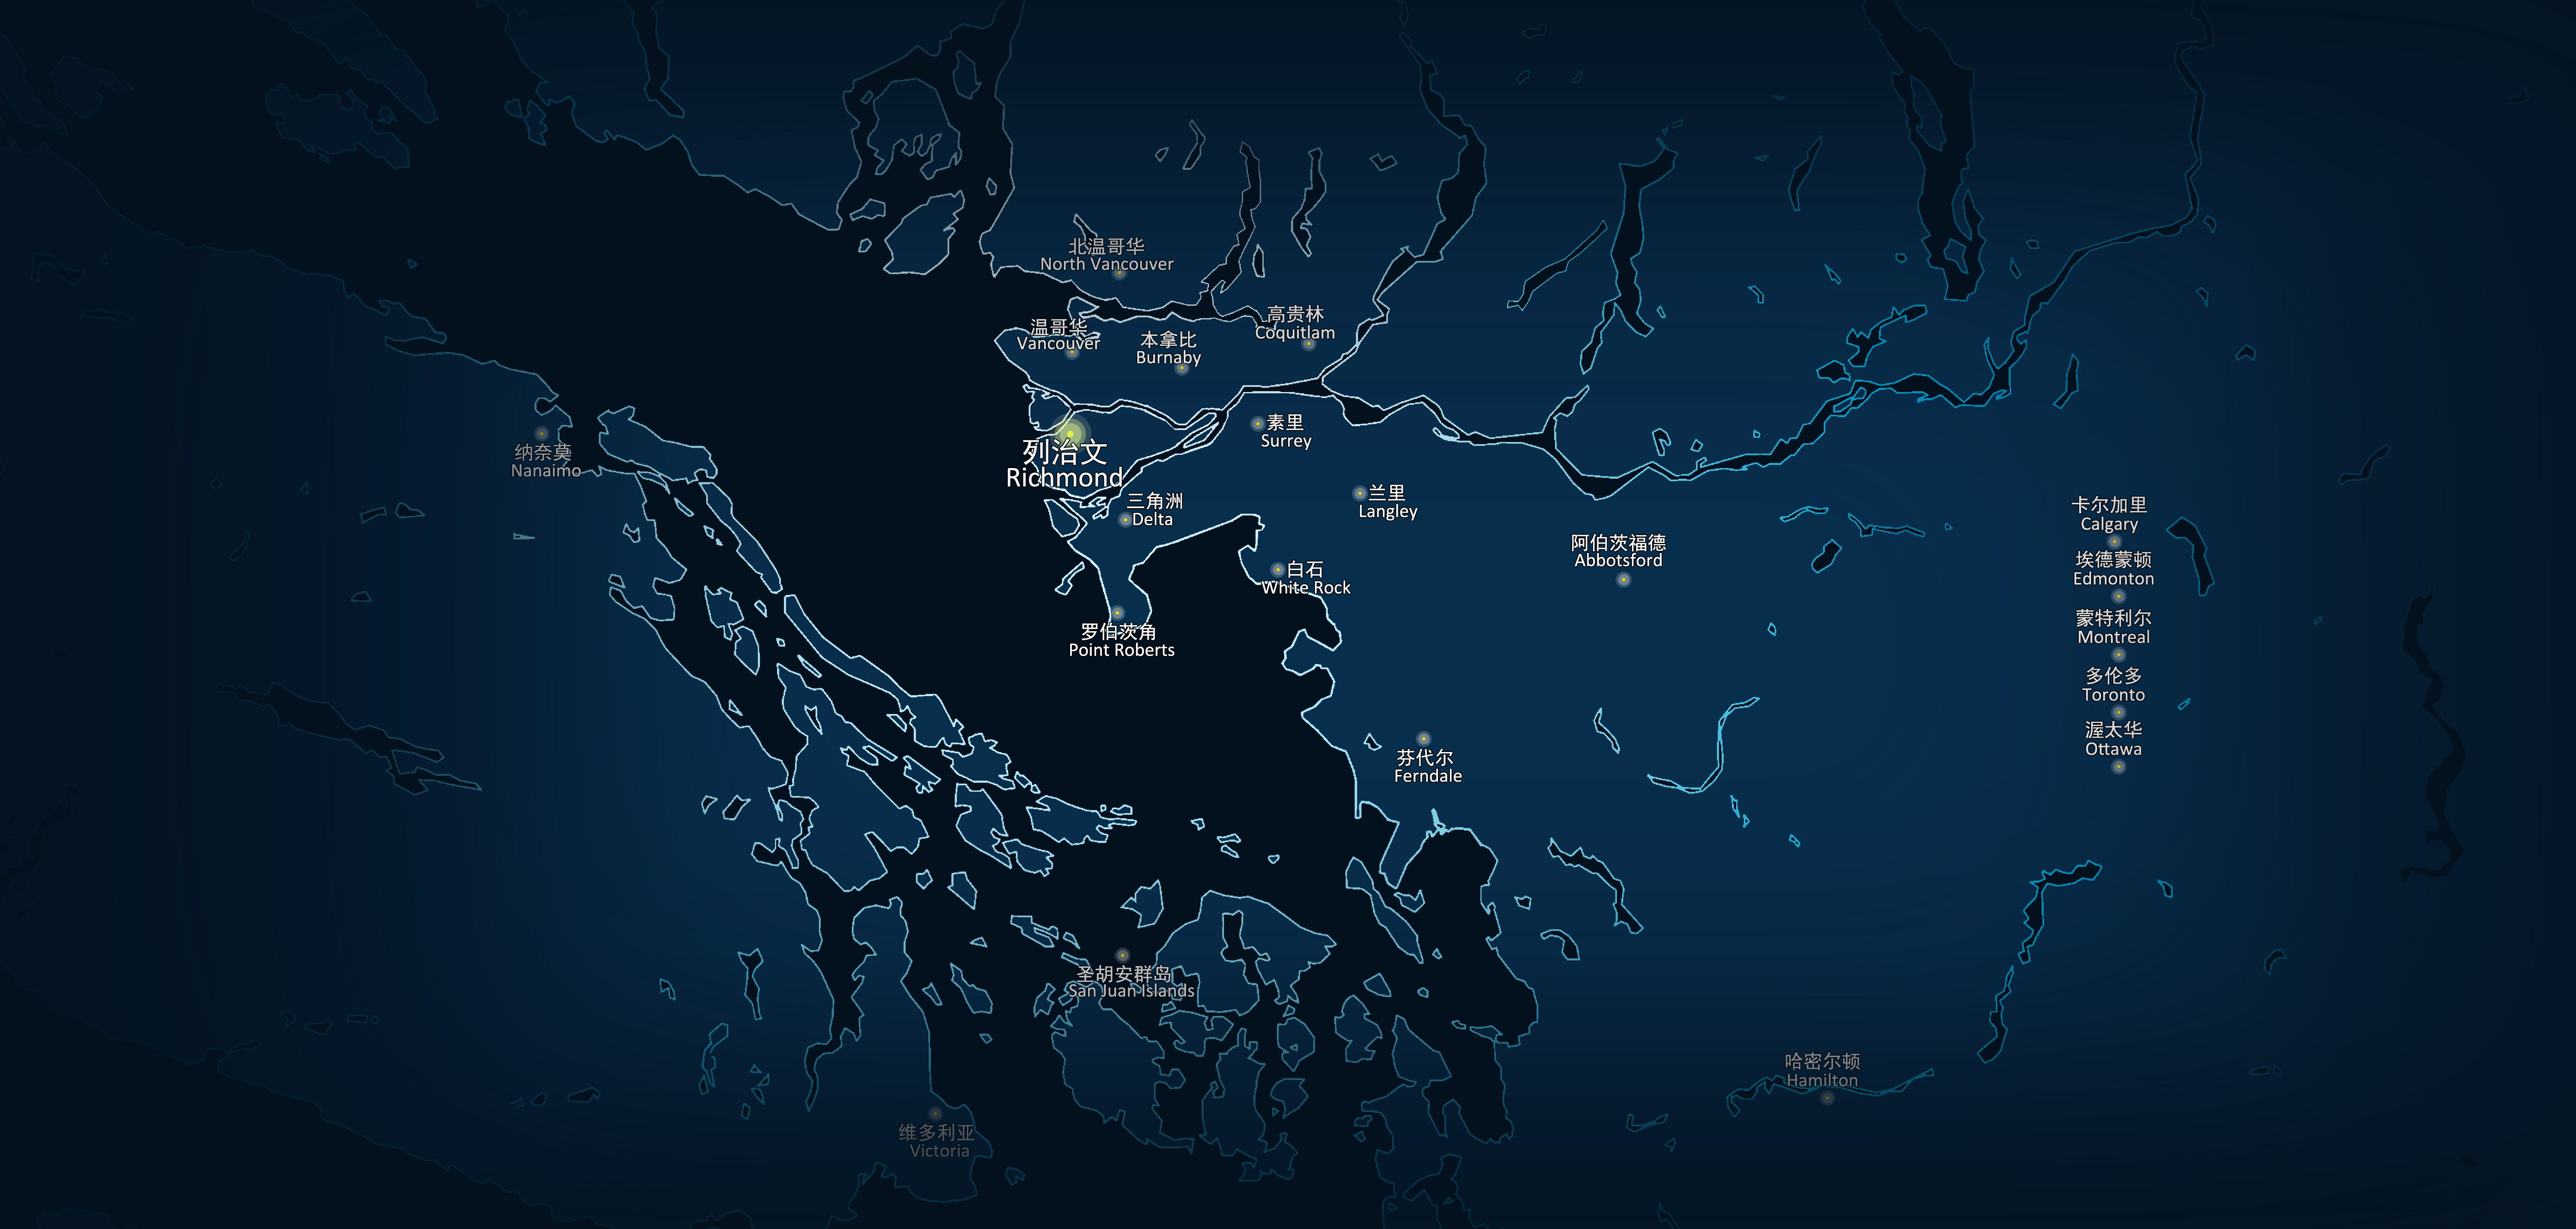 北温哥华
North Vancouver
温哥华
Vancouver
本拿比
Burnaby
高贵林
Coquitlam
列治文
Richmond
素里
Surrey
纳奈莫
Nanaimo
三角洲
Delta
兰里
Langley
阿伯茨福德
Abbotsford
白石
White Rock
罗伯茨角
Point Roberts
芬代尔
Ferndale
卡尔加里
Calgary
埃德蒙顿
Edmonton
蒙特利尔
Montreal
多伦多
Toronto
渥太华
Ottawa
圣胡安群岛
San Juan Islands
哈密尔顿
Hamilton
维多利亚
Victoria